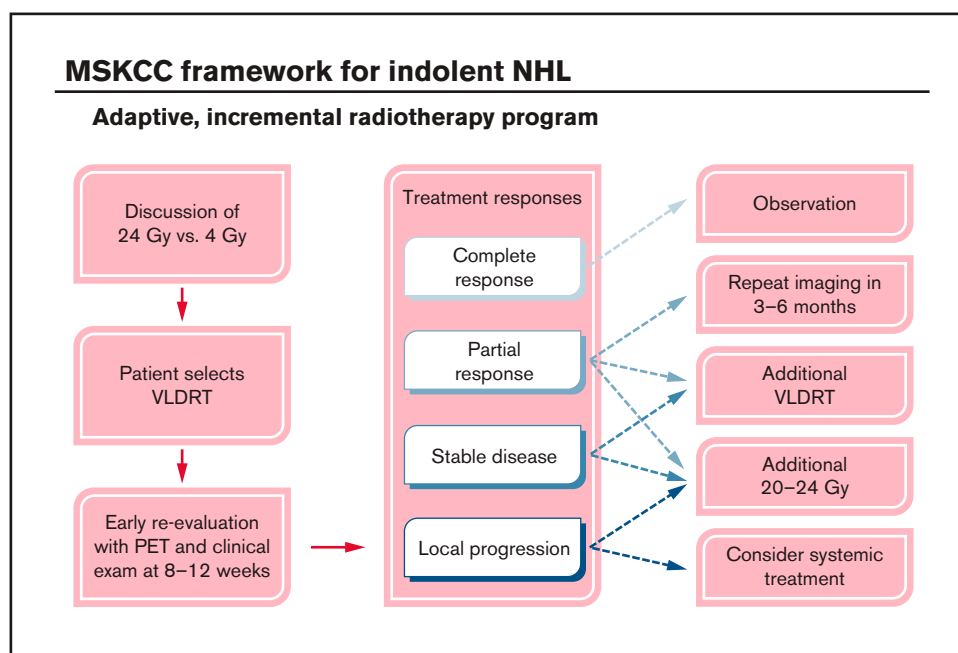 MSKCC framework for indolent NHL
Adaptive, incremental radiotherapy program
Discussion of
24 Gy vs. 4 Gy
Patient selects
VLDRT
Early re-evaluation
with PET and clinical
exam at 8–12 weeks
Treatment responses
Complete
response
Partial
response
Stable disease
Local progression
Observation
Repeat imaging in
3–6 months
Additional
VLDRT
Additional
20–24 Gy
Consider systemic
treatment